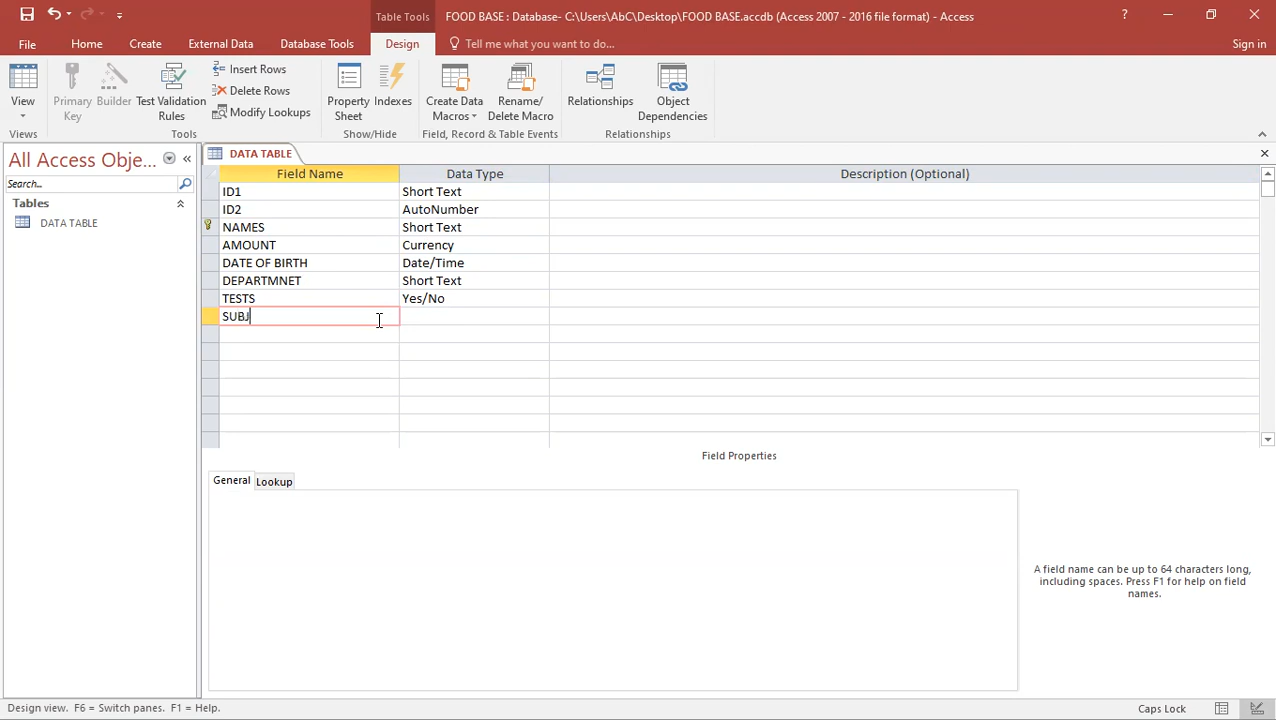 Table Tools
FOOD BASE : Database- C:\Users\AbC\Desktop\FOOD BASE.accdb (Access 2007 - 2016 file format) - Access
?
File Home Create External Data Database Tools Design Tell me what you want to do... Sign in
View
Primary Key
Builder
Test Validation Rules
Insert Rows
Delete Rows
Modify Lookups
Property Sheet
Indexes
Create Data Macros
Rename/ Delete Macro
Relationships
Object Dependencies
Views Tools Show/Hide Field, Record & Table Events Relationships
All Access Obje...
Search...
Tables
DATA TABLE
DATA TABLE
Field Name Data Type Description (Optional)
ID1 Short Text
ID2 AutoNumber
NAMES Short Text
AMOUNT Currency
DATE OF BIRTH Date/Time
DEPARTMNET Short Text
TESTS Yes/No
SUBJ
Field Properties
General Lookup
A field name can be up to 64 characters long,
including spaces. Press F1 for help on field
names.
Design view. F6 = Switch panes. F1 = Help.
Caps Lock